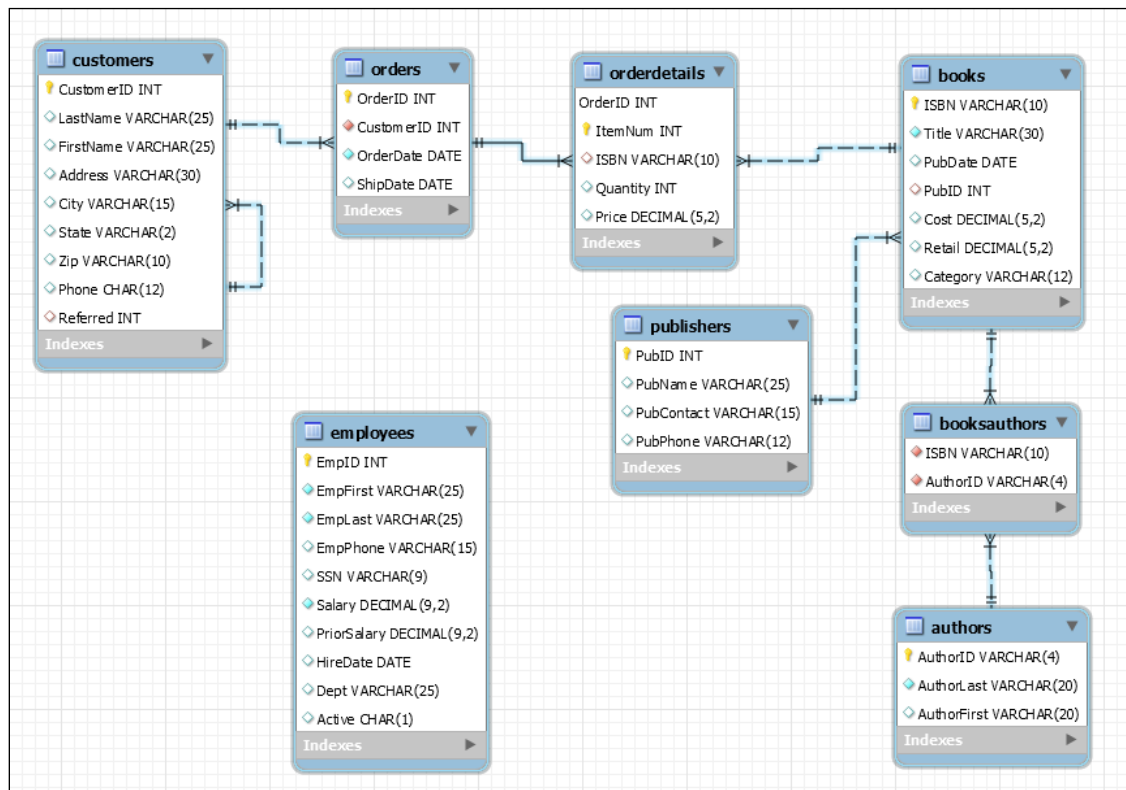 customers
CustomerID INT
LastName VARCHAR(25)
FirstName VARCHAR(25)
Address VARCHAR(30)
City VARCHAR(15)
State VARCHAR(2)
Zip VARCHAR(10)
Phone CHAR(12)
Referred INT
Indexes
orders
OrderID INT
CustomerID INT
OrderDate DATE
ShipDate DATE
Indexes
orderdetails
OrderID INT
ItemNum INT
ISBN VARCHAR(10)
Quantity INT
Price DECIMAL(5,2)
Indexes
books
ISBN VARCHAR(10)
Title VARCHAR(30)
PubDate DATE
PubID INT
Cost DECIMAL(5,2)
Retail DECIMAL(5,2)
Category VARCHAR(12)
Indexes
publishers
PubID INT
PubName VARCHAR(25)
PubContact VARCHAR(15)
PubPhone VARCHAR(12)
Indexes
employees
EmpID INT
EmpFirst VARCHAR(25)
EmpLast VARCHAR(25)
EmpPhone VARCHAR(15)
SSN VARCHAR(9)
Salary DECIMAL(9,2)
PriorSalary DECIMAL(9,2)
HireDate DATE
Dept VARCHAR(25)
Active CHAR(1)
Indexes
booksauthors
ISBN VARCHAR(10)
AuthorID VARCHAR(4)
Indexes
authors
AuthorID VARCHAR(4)
AuthorLast VARCHAR(20)
AuthorFirst VARCHAR(20)
Indexes